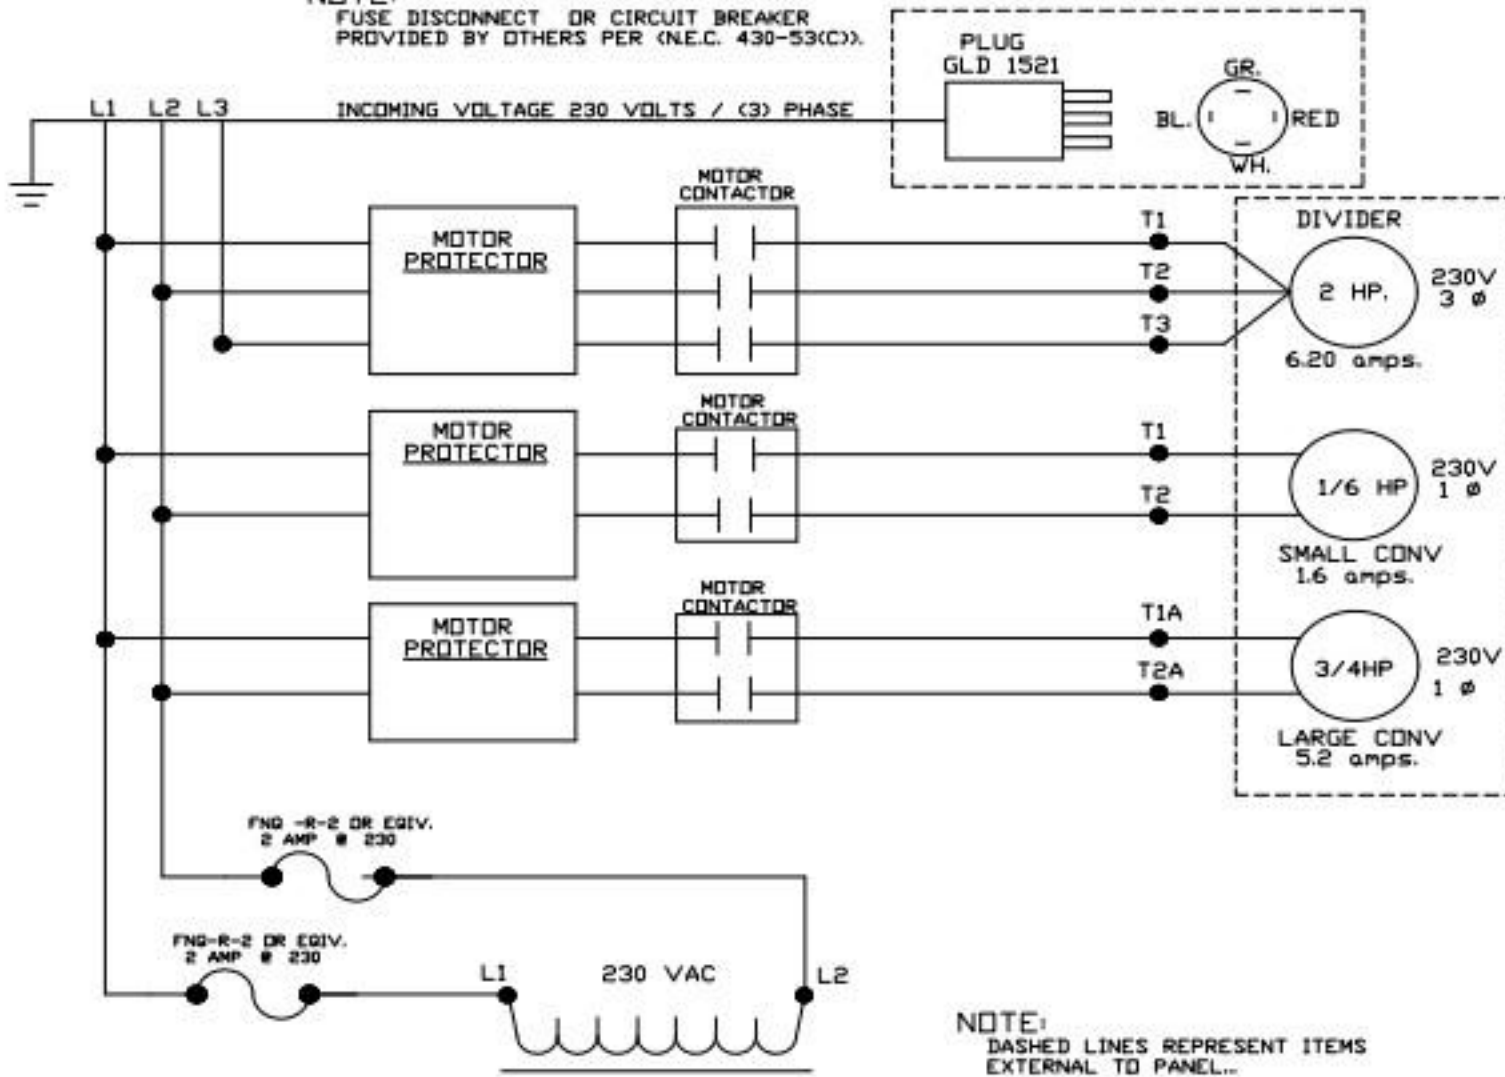 NOTE:
FUSE DISCONNECT OR CIRCUIT BREAKER
PROVIDED BY OTHERS PER (N.E.C. 430-53(C)).
PLUG
GLD 1521
GR.
BL.
RED
WH.
L1 L2 L3
INCOMING VOLTAGE 230 VOLTS / (3) PHASE
MOTOR
CONTACTOR
MOTOR
PROTECTOR
T1
T2
T3
DIVIDER
2 HP.
230V
3 Ø
6.20 amps.
MOTOR
CONTACTOR
MOTOR
PROTECTOR
T1
T2
1/6 HP
230V
1 Ø
SMALL CONV
1.6 amps.
MOTOR
CONTACTOR
MOTOR
PROTECTOR
T1A
T2A
3/4HP
230V
1 Ø
LARGE CONV
5.2 amps.
FNQ -R-2 OR EQIV.
2 AMP @ 230
FNQ-R-2 OR EQIV.
2 AMP @ 230
L1
230 VAC
L2
NOTE:
DASHED LINES REPRESENT ITEMS
EXTERNAL TO PANEL..